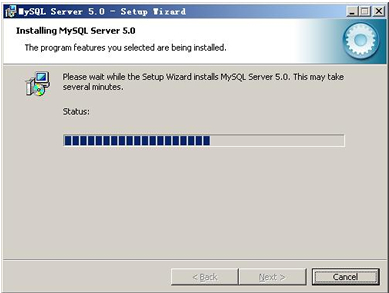 MySQL Server 5.0 - Setup Wizard
Installing MySQL Server 5.0
The program features you selected are being installed.
Please wait while the Setup Wizard installs MySQL Server 5.0. This may take
several minutes.
Status:
< Back Next > Cancel